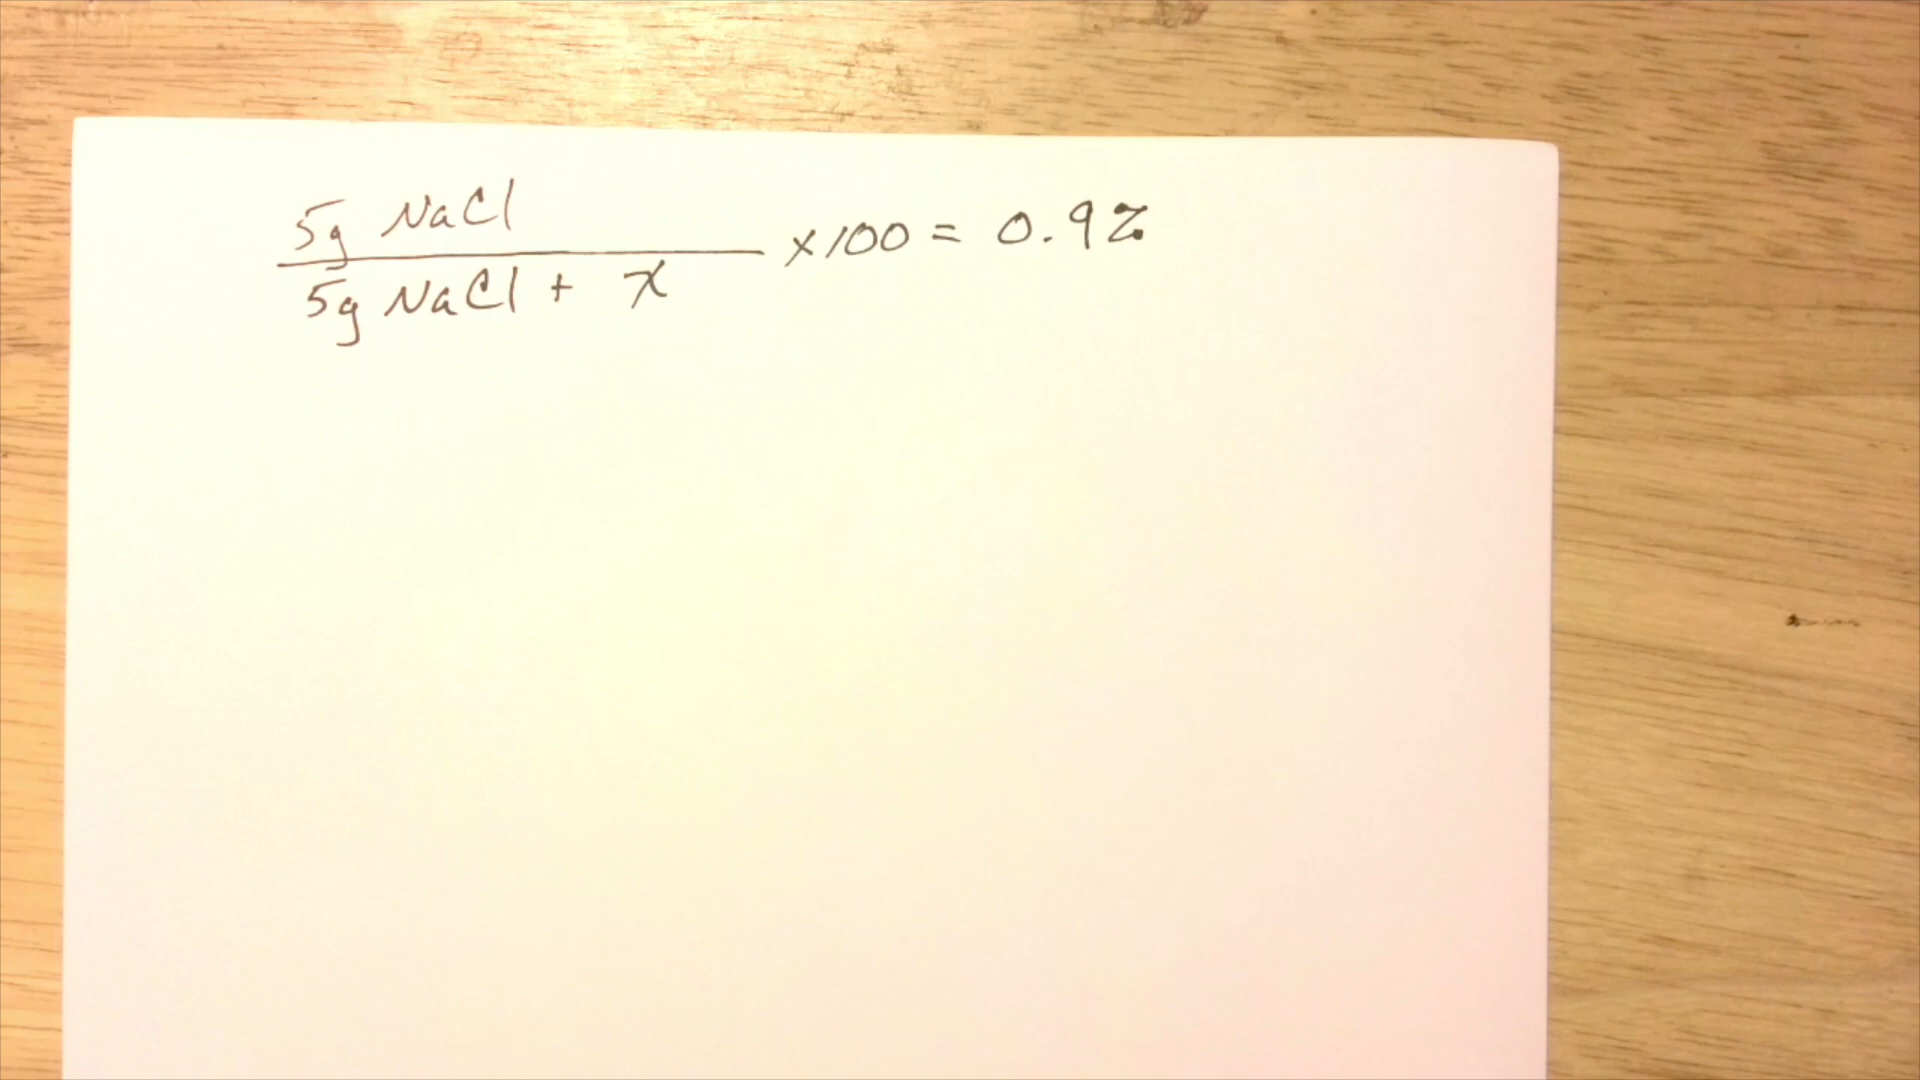 5g NaCl
5g NaCl + x
x100 = 0.9%